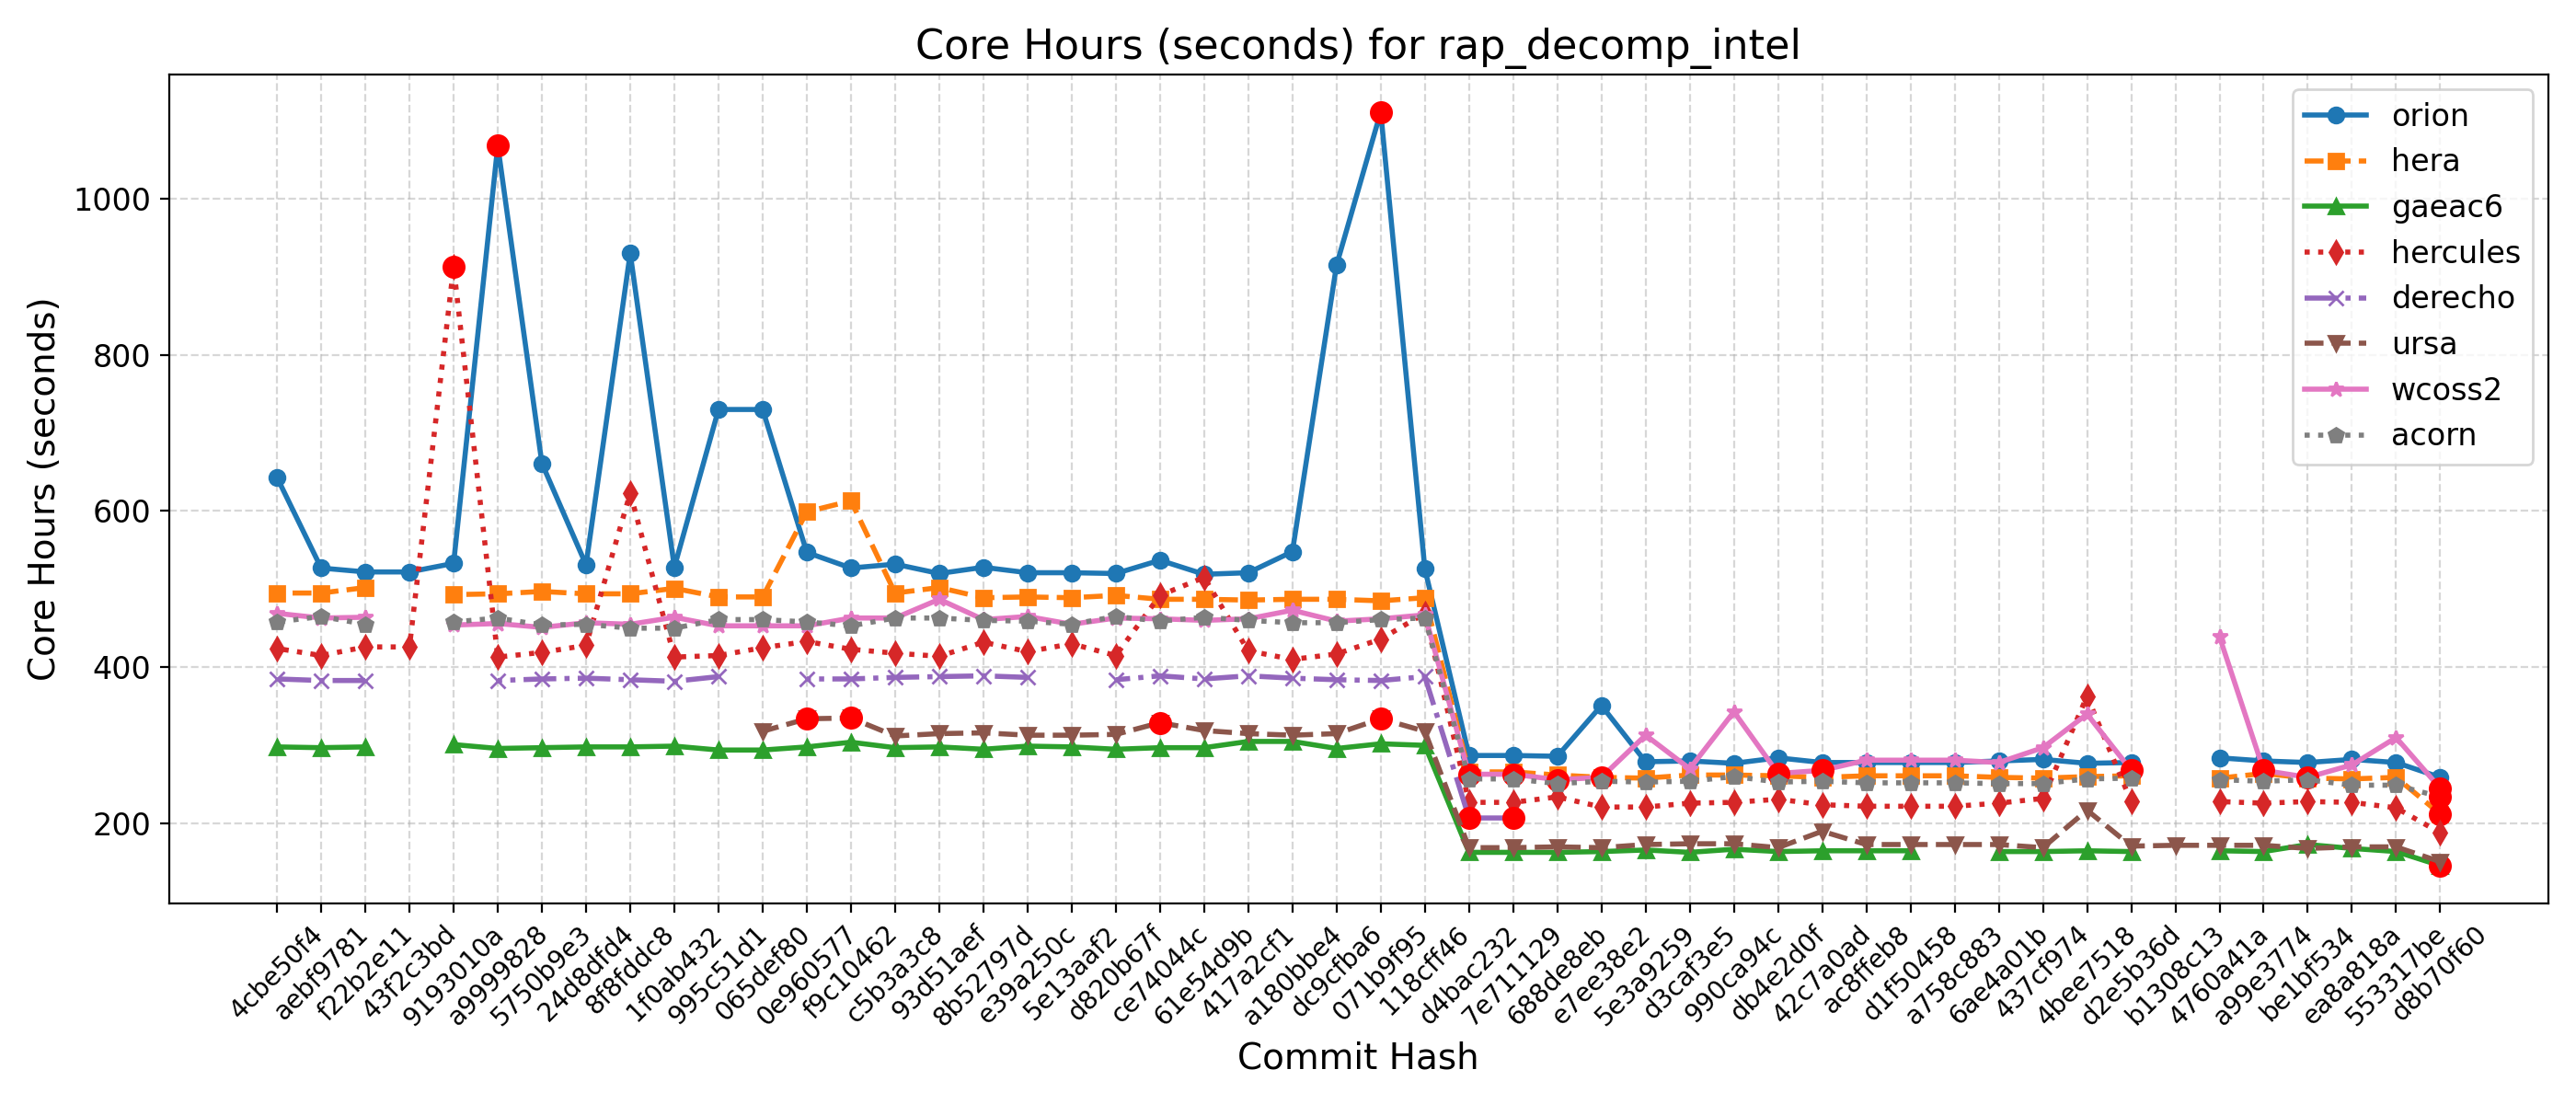 Core Hours (seconds) for rap_decomp_intel
Core Hours (seconds)
1000
800
600
400
200
orion
hera
gaeac6
hercules
derecho
ursa
wcoss2
acorn
4cbe50f4
aebf9781
f22b2e11
43f2c3bd
9193010a
a9999828
5750b9e3
24d8dfd4
8f8fddc8
1f0ab432
995c51d1
065def80
0e960577
f9c10462
c5b3a3c8
93d51aef
8b52797d
e39a250c
5e13aaf2
d820b67f
ce74044c
61e54d9b
417a2cf1
a180bbe4
dc9cfba6
071b9f95
118cff46
d4bac232
7e711129
688de8eb
e7ee38e2
5e3a9259
d3caf3e5
990ca94c
db4e2d0f
42c7a0ad
ac8ffeb8
d1f50458
a758c883
6ae4a01b
437cf974
4bee7518
d2e5b36d
b1308c13
4760a41a
a99e3774
be1bf534
ea8a818a
553317be
d8b70f60
Commit Hash